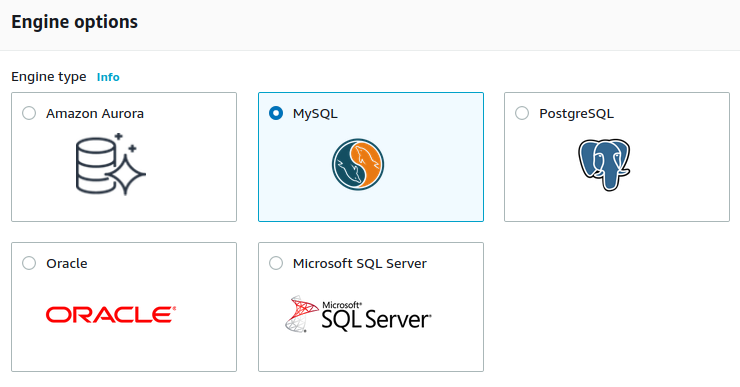 Engine options
Engine type Info
Amazon Aurora
MySQL
PostgreSQL
Oracle
Microsoft SQL Server
ORACLE®
Microsoft®
SQL Server®